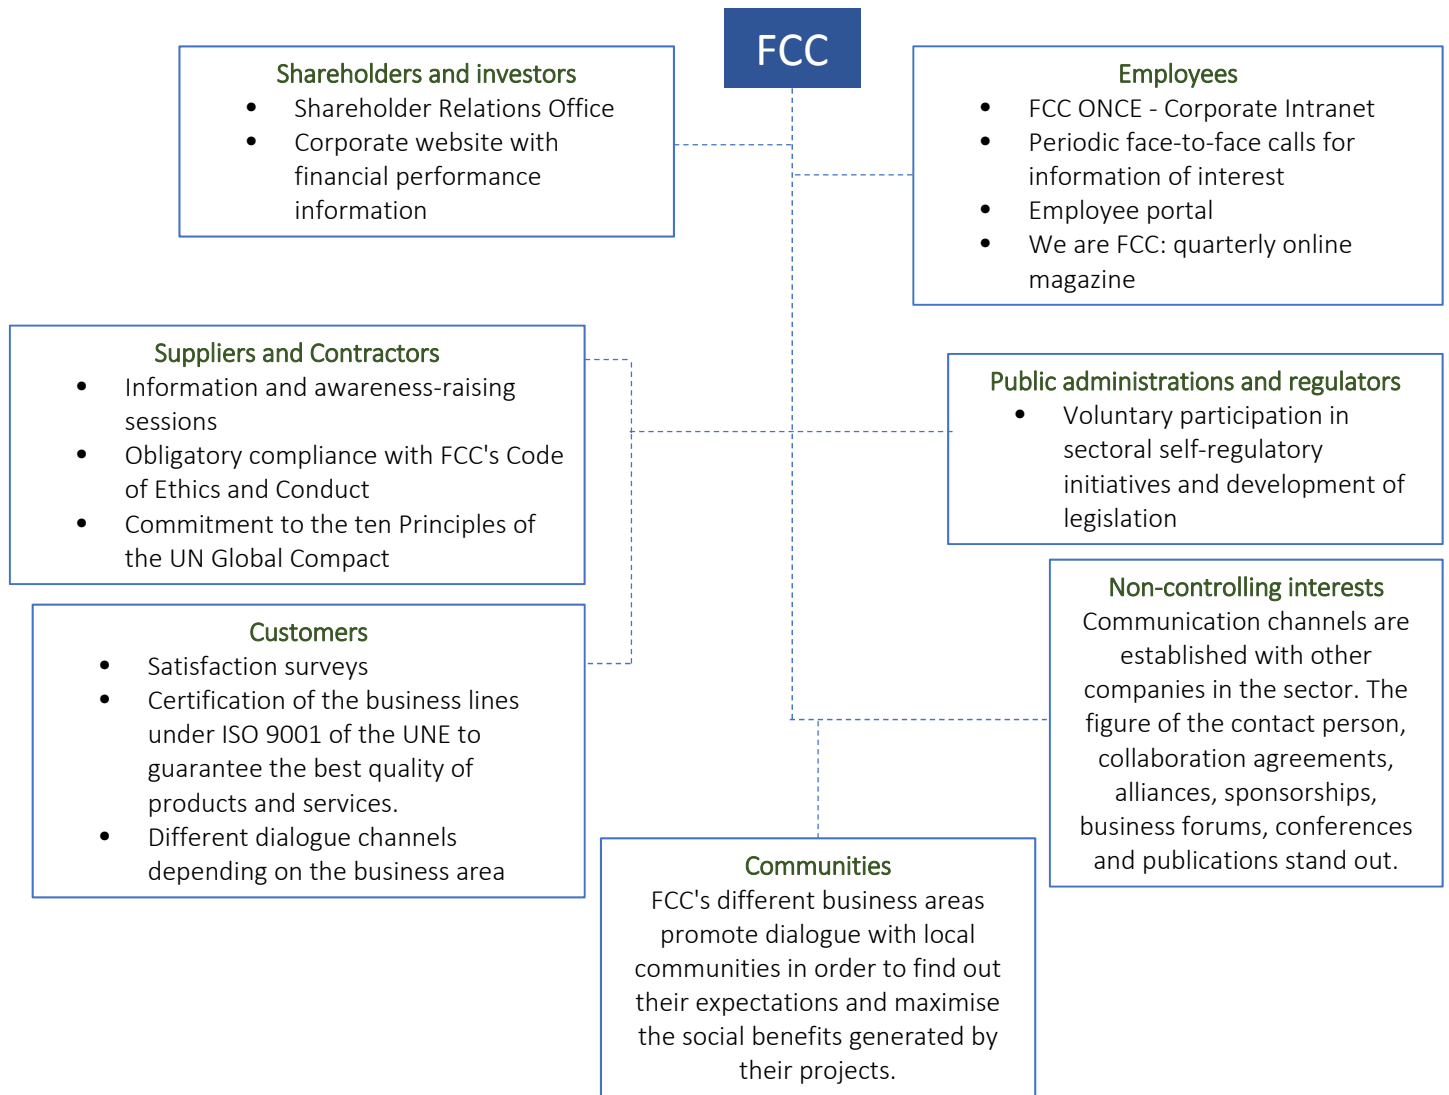 FCC
Shareholders and investors
• Shareholder Relations Office
• Corporate website with
financial performance
information
Employees
• FCC ONCE - Corporate Intranet
• Periodic face-to-face calls for
information of interest
• Employee portal
• We are FCC: quarterly online
magazine
Suppliers and Contractors
• Information and awareness-raising
sessions
• Obligatory compliance with FCC's Code
of Ethics and Conduct
• Commitment to the ten Principles of
the UN Global Compact
Public administrations and regulators
• Voluntary participation in
sectoral self-regulatory
initiatives and development of
legislation
Customers
• Satisfaction surveys
• Certification of the business lines
under ISO 9001 of the UNE to
guarantee the best quality of
products and services.
• Different dialogue channels
depending on the business area
Non-controlling interests
Communication channels are
established with other
companies in the sector. The
figure of the contact person,
collaboration agreements,
alliances, sponsorships,
business forums, conferences
and publications stand out.
Communities
FCC's different business areas
promote dialogue with local
communities in order to find out
their expectations and maximise
the social benefits generated by
their projects.